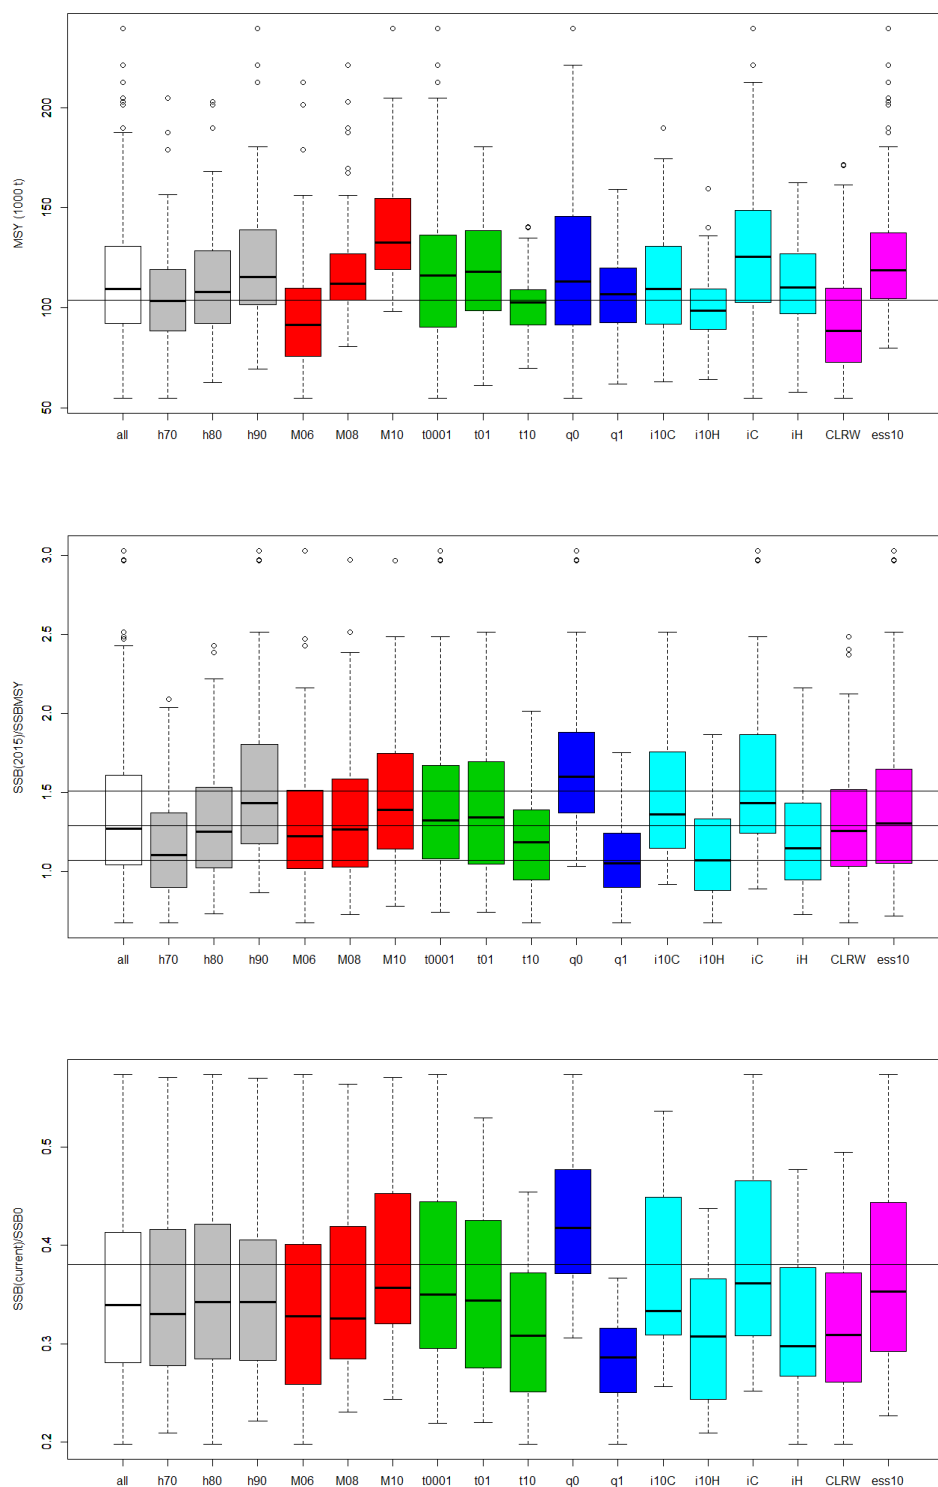 MSY (1000 t)
200
150
100
50
all h70 h80 h90 M06 M08 M10 t0001 t01 t10 q0 q1 i10C i10H iC iH CLRW ess10
SSB(2015)/SSBMSY
3.0
2.5
2.0
1.5
1.0
all h70 h80 h90 M06 M08 M10 t0001 t01 t10 q0 q1 i10C i10H iC iH CLRW ess10
SSB(current)/SSB0
0.5
0.4
0.3
0.2
all h70 h80 h90 M06 M08 M10 t0001 t01 t10 q0 q1 i10C i10H iC iH CLRW ess10